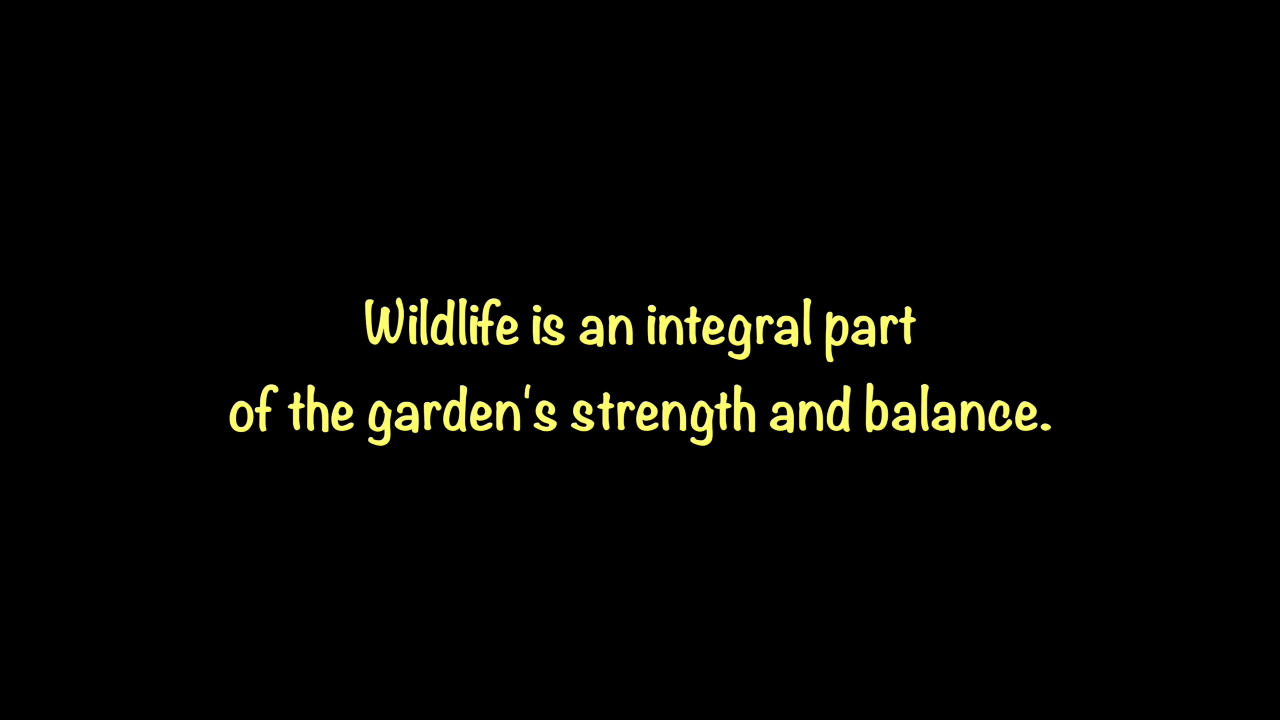 Wildlife is an integral part
of the garden's strength and balance.